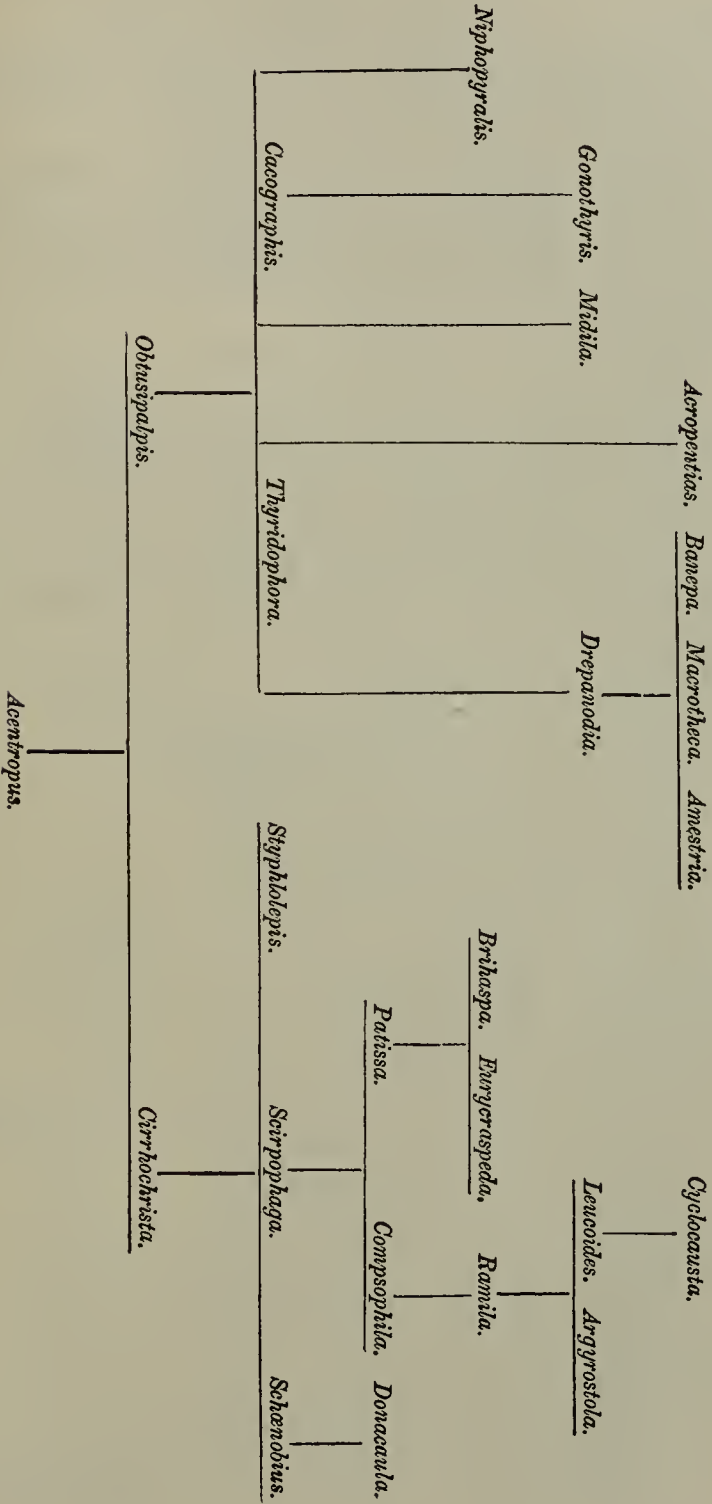 Acropentias. Banepa. Macrotheca. Amestria. Cyclocausta.
Gonothyris. Midila. Drepanodia. Leucoides. Argyrostola.
Niphopyralis. Brihaspa. Eurycraspeda. Ramila.
Patissa. Compsophila. Donacaula.
Cacographis. Thyridophora. Styphlolepis. Scirpophaga. Schœnobius.
Obtusipalpis. Cirrhochrista.
Acentropus.